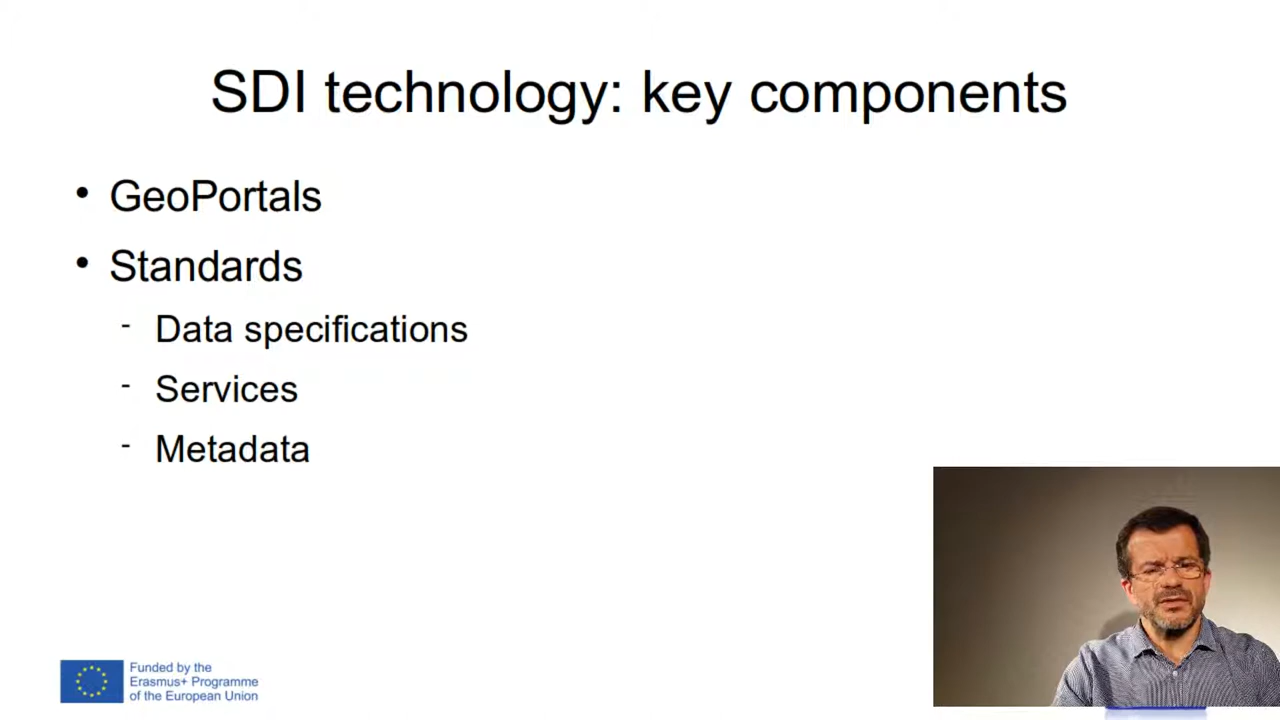 SDI technology: key components
• GeoPortals
• Standards
- Data specifications
- Services
- Metadata
Funded by the
Erasmus+ Programme
of the European Union